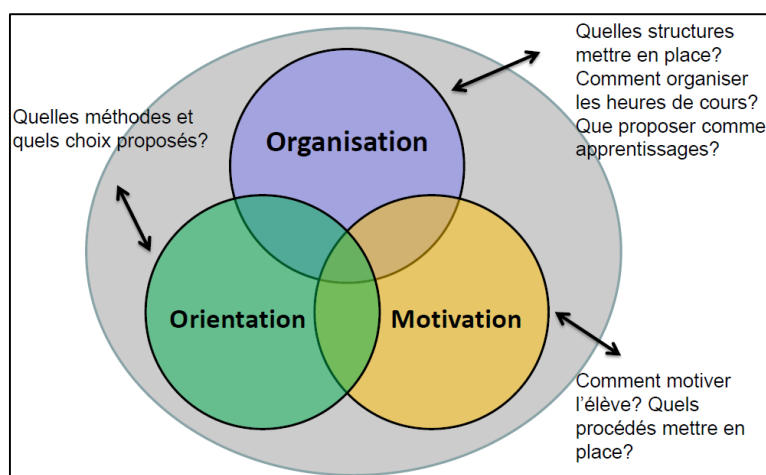 Quelles structures
mettre en place?
Comment organiser
les heures de cours?
Que proposer comme
apprentissages?
Quelles méthodes et
quels choix proposés?
Organisation
Orientation
Motivation
Comment motiver
l'élève? Quels
procédés mettre en
place?